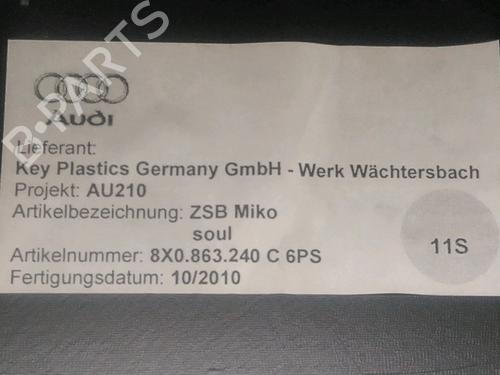 Audi
Lieferant:
Key Plastics Germany GmbH - Werk Wächtersbach
Projekt: AU210
Artikelbezeichnung: ZSB Miko
soul
Artikelnummer: 8X0.863.240 C 6PS
Fertigungsdatum: 10/2010
11S
B-PARTS